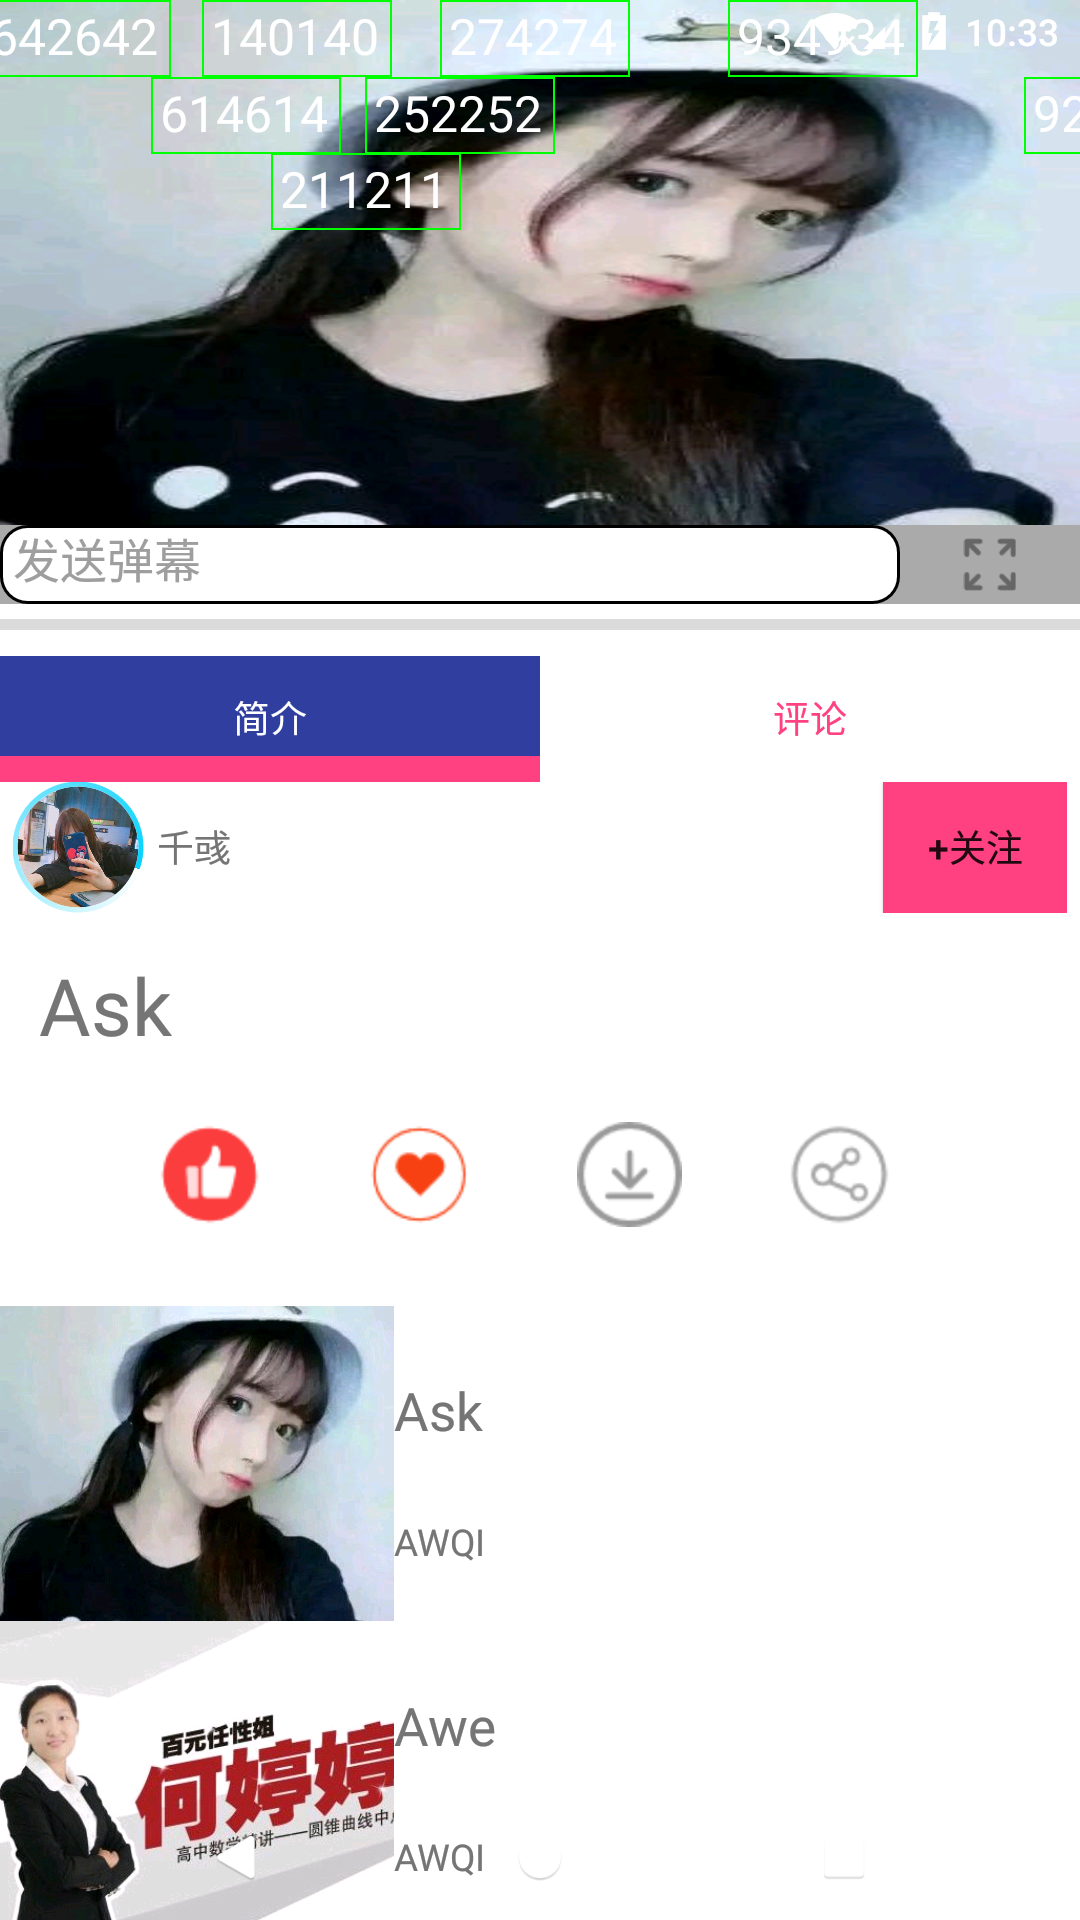 642642 140140 274274 934934 10:33
614614 252252 92
211211
发送弹幕
简介 评论
千彧 +关注
Ask
Ask
AWQI
百元任性姐
何婷婷
高中数学精讲——圆锥曲线中
Awe
AWQI